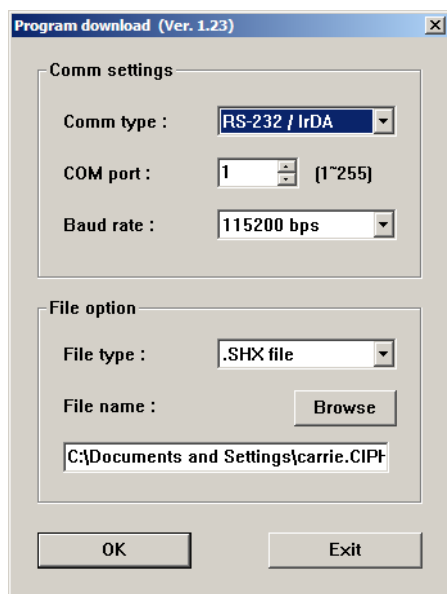 Program download (Ver. 1.23)
Comm settings
Comm type : RS-232 / IrDA
COM port : 1 (1~255)
Baud rate : 115200 bps
File option
File type : .SHX file
File name : Browse
C:\Documents and Settings\carrie.CIPH
OK Exit